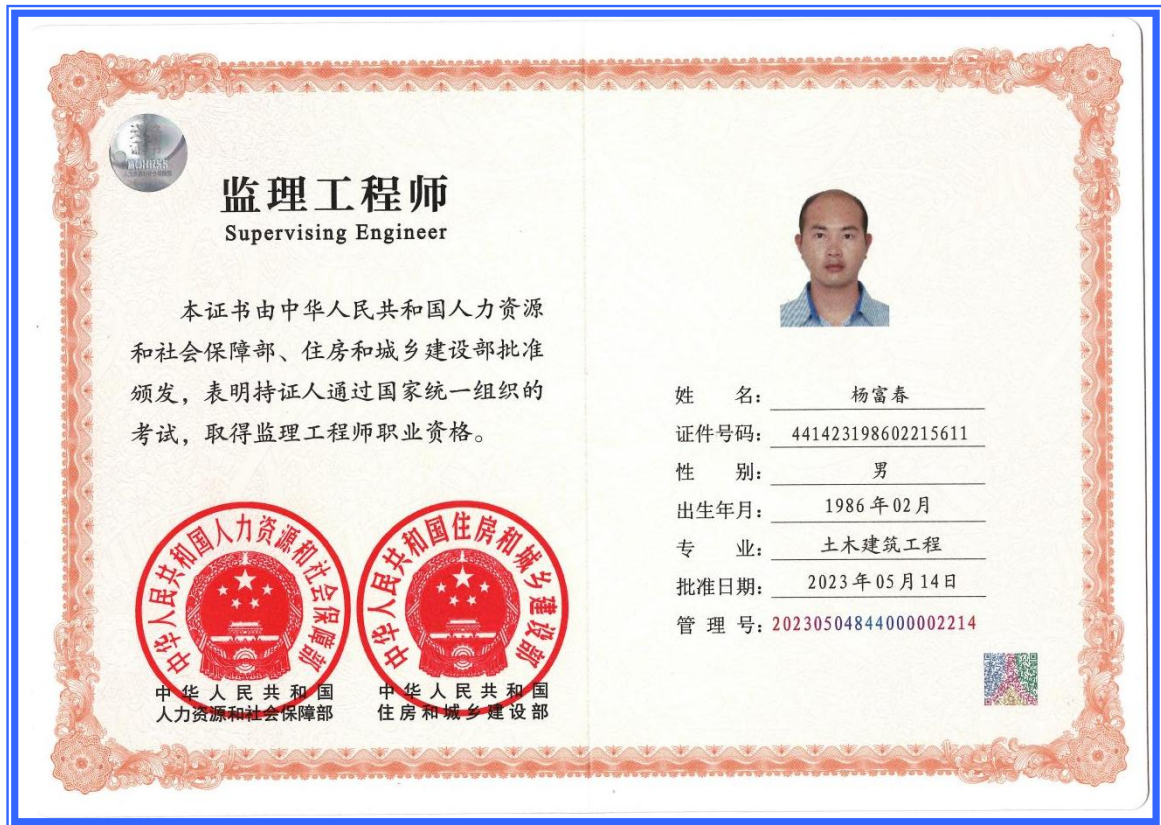 监理工程师
Supervising Engineer
本证书由中华人民共和国人力资源
和社会保障部、住房和城乡建设部批准
颁发，表明持证人通过国家统一组织的
考试，取得监理工程师职业资格。
中华人民共和国人力资源和社会保障部
中华人民共和国住房和城乡建设部
中华人民共和国
人力资源和社会保障部
中华人民共和国
住房和城乡建设部
姓 名：杨富春
证件号码：441423198602215611
性 别：男
出生年月：1986年02月
专 业：土木建筑工程
批准日期：2023年05月14日
管 理 号：20230504844000002214